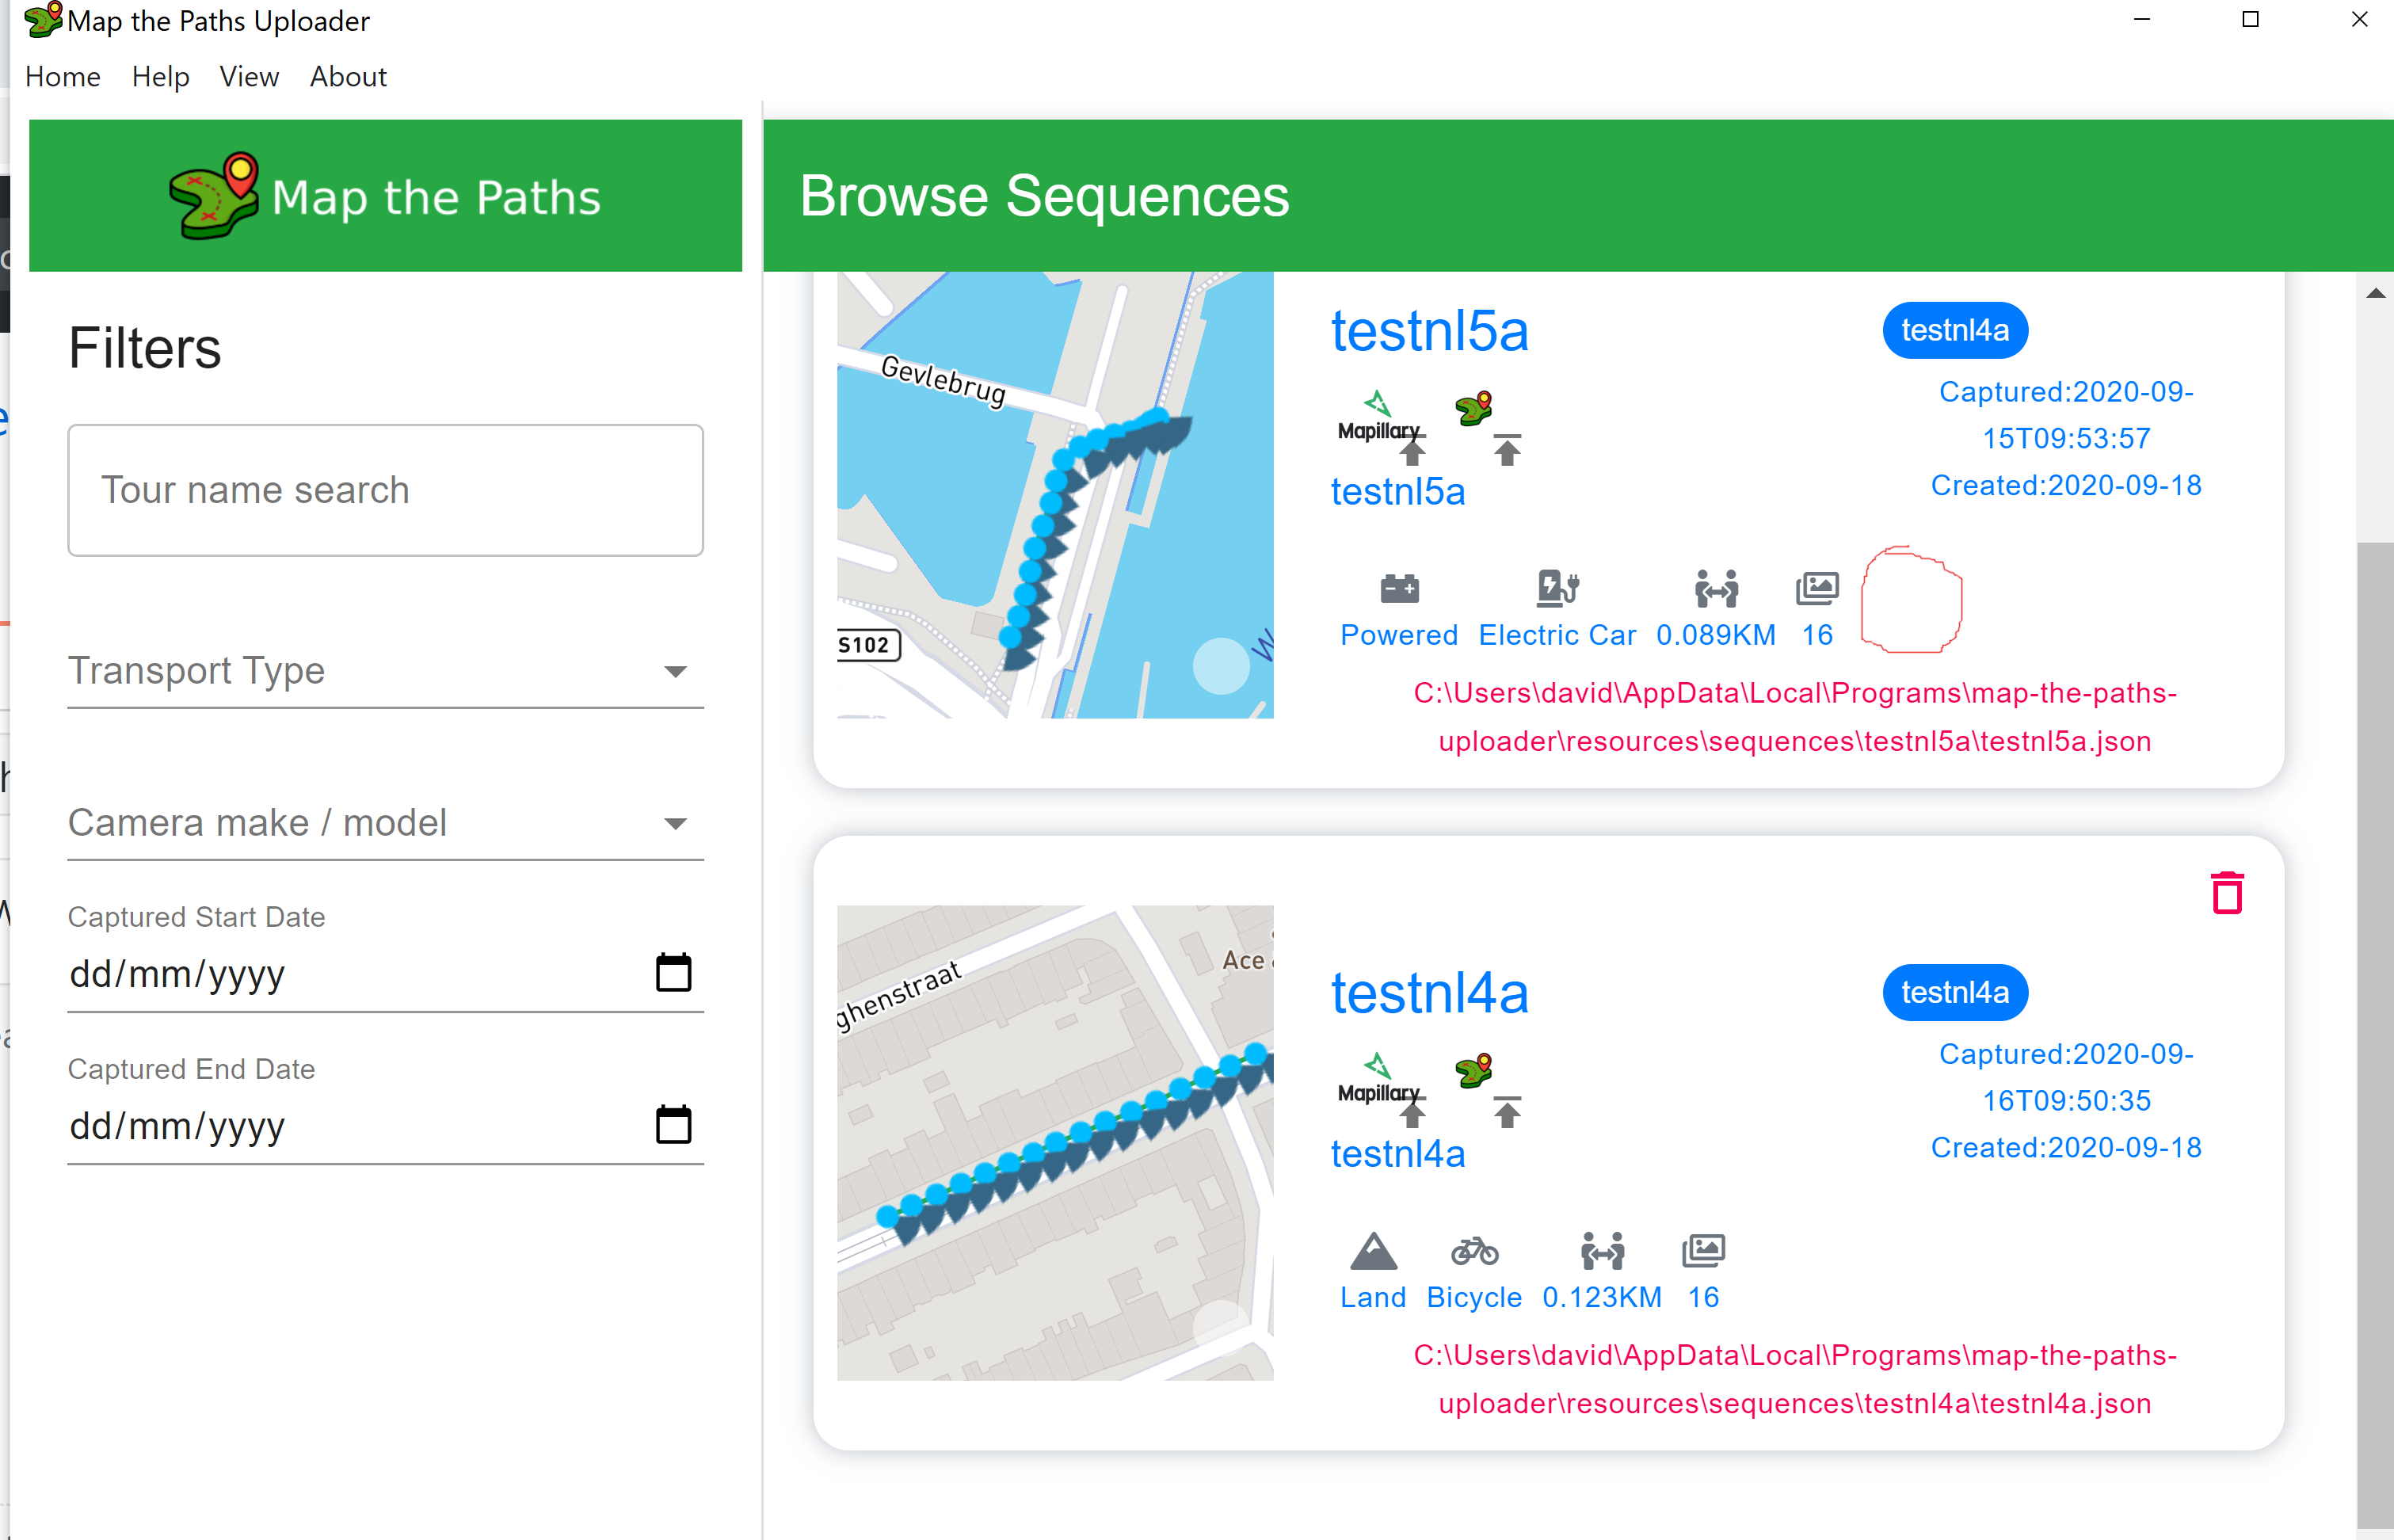 Map the Paths Uploader
Home Help View About
Map the Paths
Browse Sequences
Filters
Tour name search
Transport Type
Camera make / model
Captured Start Date
dd/mm/yyyy
Captured End Date
dd/mm/yyyy
Gevlebrug
S102
testnl5a
testnl4a
Mapillary
testnl5a
Captured:2020-09-
15T09:53:57
Created:2020-09-18
Powered Electric Car 0.089KM 16
C:\Users\david\AppData\Local\Programs\map-the-paths-
uploader\resources\sequences\testnl5a\testnl5a.json
ghenstraat
Ace
testnl4a
testnl4a
Mapillary
testnl4a
Captured:2020-09-
16T09:50:35
Created:2020-09-18
Land Bicycle 0.123KM 16
C:\Users\david\AppData\Local\Programs\map-the-paths-
uploader\resources\sequences\testnl4a\testnl4a.json